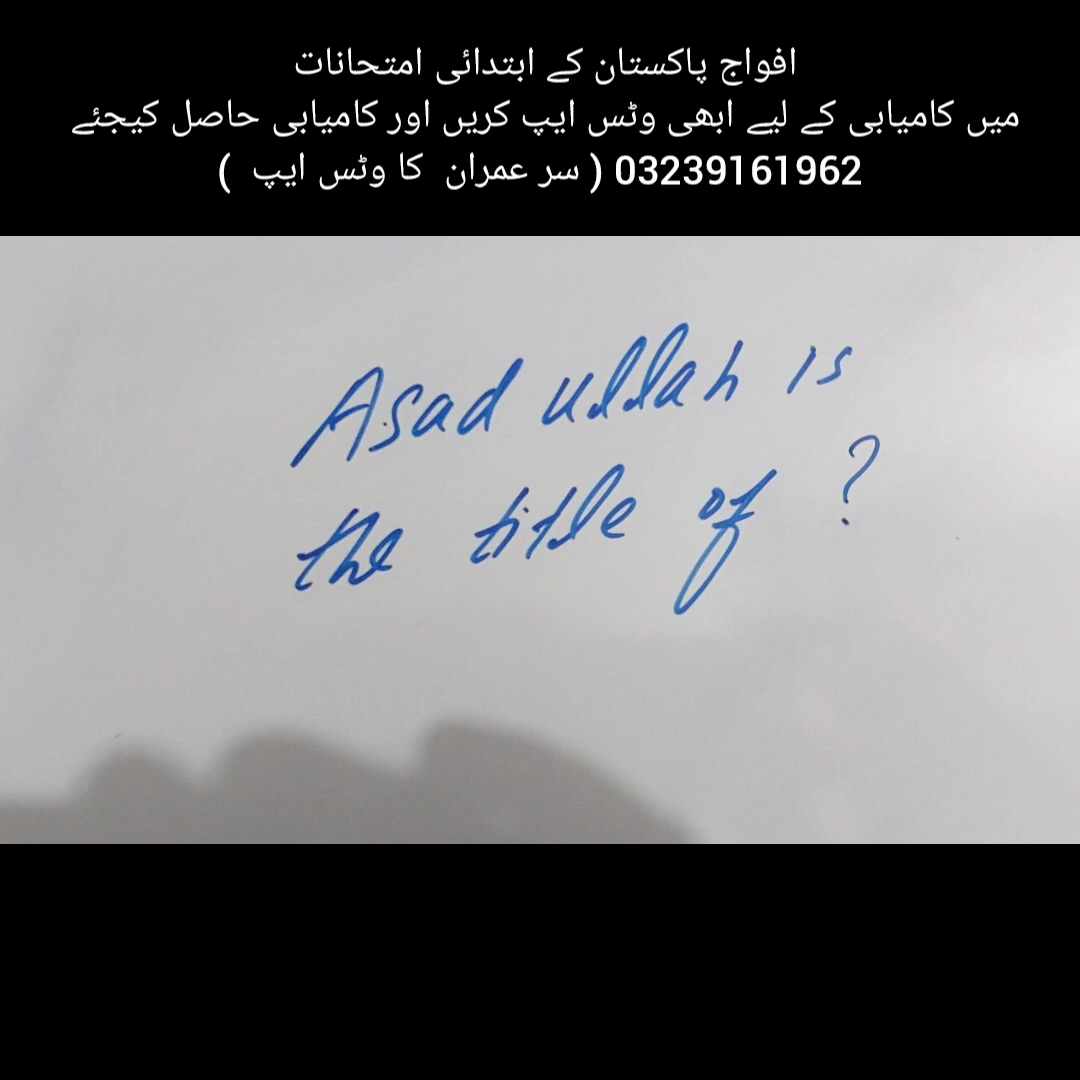 افواج پاکستان کے ابتدائی امتحانات
میں کامیابی کے لیے ابھی وٹس ایپ کریں اور کامیابی حاصل کیجئے
03239161962 ( سر عمران کا وٹس ایپ )
Asad ullah is
the title of ?